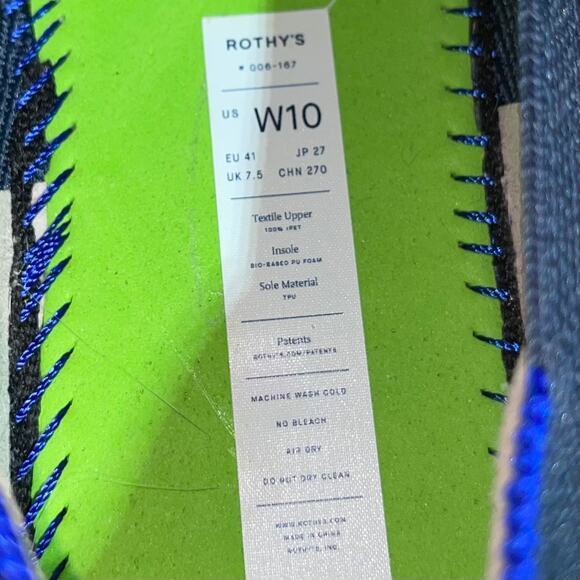 ROTHY'S
# 006-167
US W10
EU 41 JP 27
UK 7.5 CHN 270
Textile Upper
100% rPET
Insole
BIO-BASED PU FOAM
Sole Material
TPU
Patents
ROTHYS.COM/PATENTS
MACHINE WASH COLD
NO BLEACH
AIR DRY
DO NOT DRY CLEAN
WWW.ROTHYS.COM
MADE IN CHINA
ROTHY'S, INC.